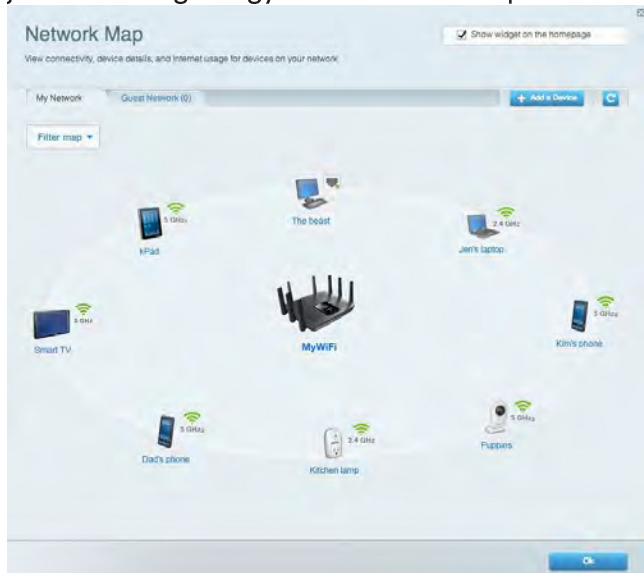 Network Map
Show widget on the homepage
View connectivity, device details, and Internet usage for devices on your network
My Network
Guest Network (0)
+ Add a Device
Filter map
The beast
5 GHz
kPad
2.4 GHz
Jen's laptop
5 GHz
Smart TV
MyWiFi
5 GHz
Kim's phone
5 GHz
Dad's phone
2.4 GHz
Kitchen lamp
5 GHz
Puppies
Ok